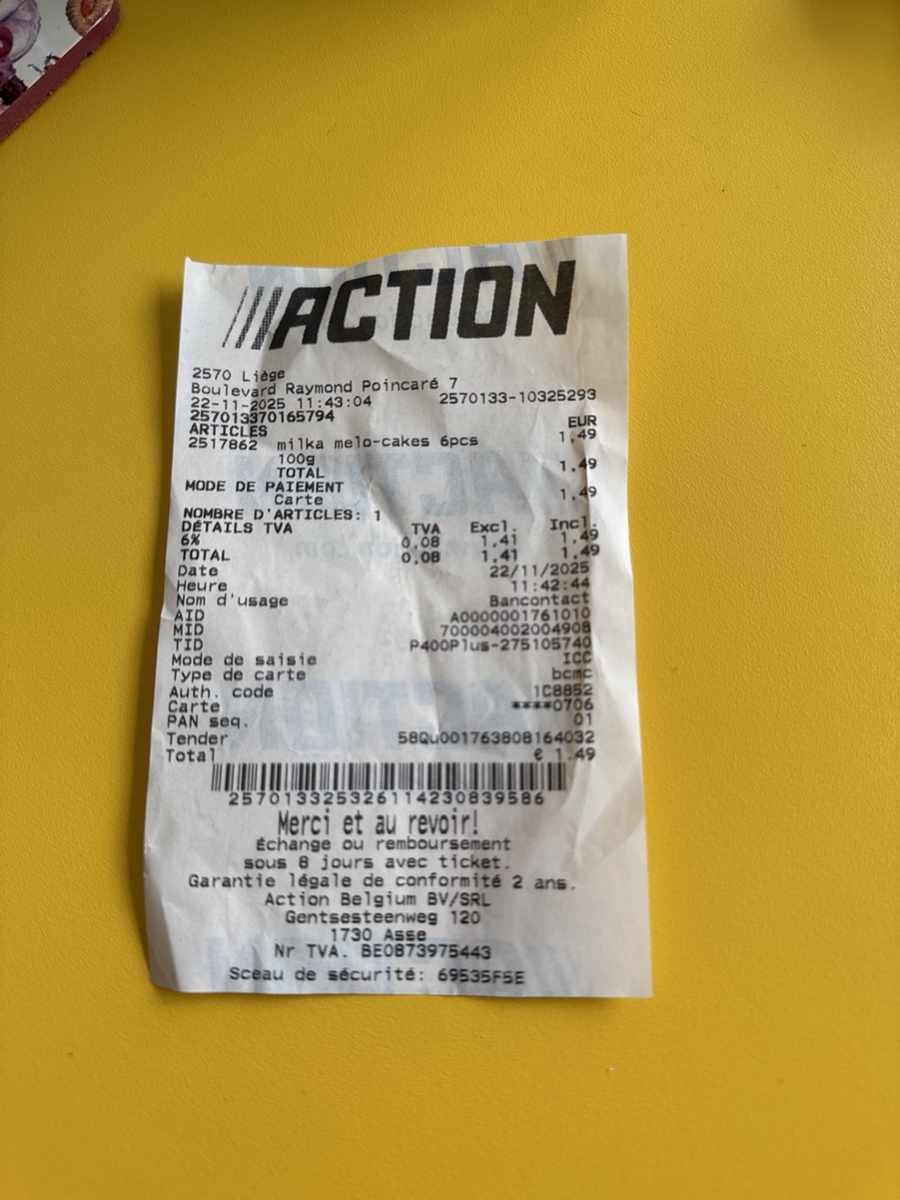 ACTION
2570 Liège
Boulevard Raymond Poincaré 7
22-11-2025 11:43:04 2570133-10325293
257013370165794
ARTICLES EUR
2517862 milka melo-cakes 6pcs 1,49
100g
TOTAL 1,49
MODE DE PAIEMENT
Carte 1,49
NOMBRE D'ARTICLES: 1
DÉTAILS TVA TVA Excl. Incl.
6% 0,08 1,41 1,49
TOTAL 0,08 1,41 1,49
Date 22/11/2025
Heure 11:42:44
Nom d'usage Bancontact
AID A0000001761010
MID 700004002004908
TID P400Plus-275105740
Mode de saisie ICC
Type de carte bcmc
Auth. code 1C8852
Carte ****0706
PAN seq. 01
Tender 58Qu001763808164032
Total € 1.49
2570133253261142308395​86
Merci et au revoir!
Échange ou remboursement
sous 8 jours avec ticket.
Garantie légale de conformité 2 ans.
Action Belgium BV/SRL
Gentsesteenweg 120
1730 Asse
Nr TVA. BE0873975443
Sceau de sécurité: 69535F5E